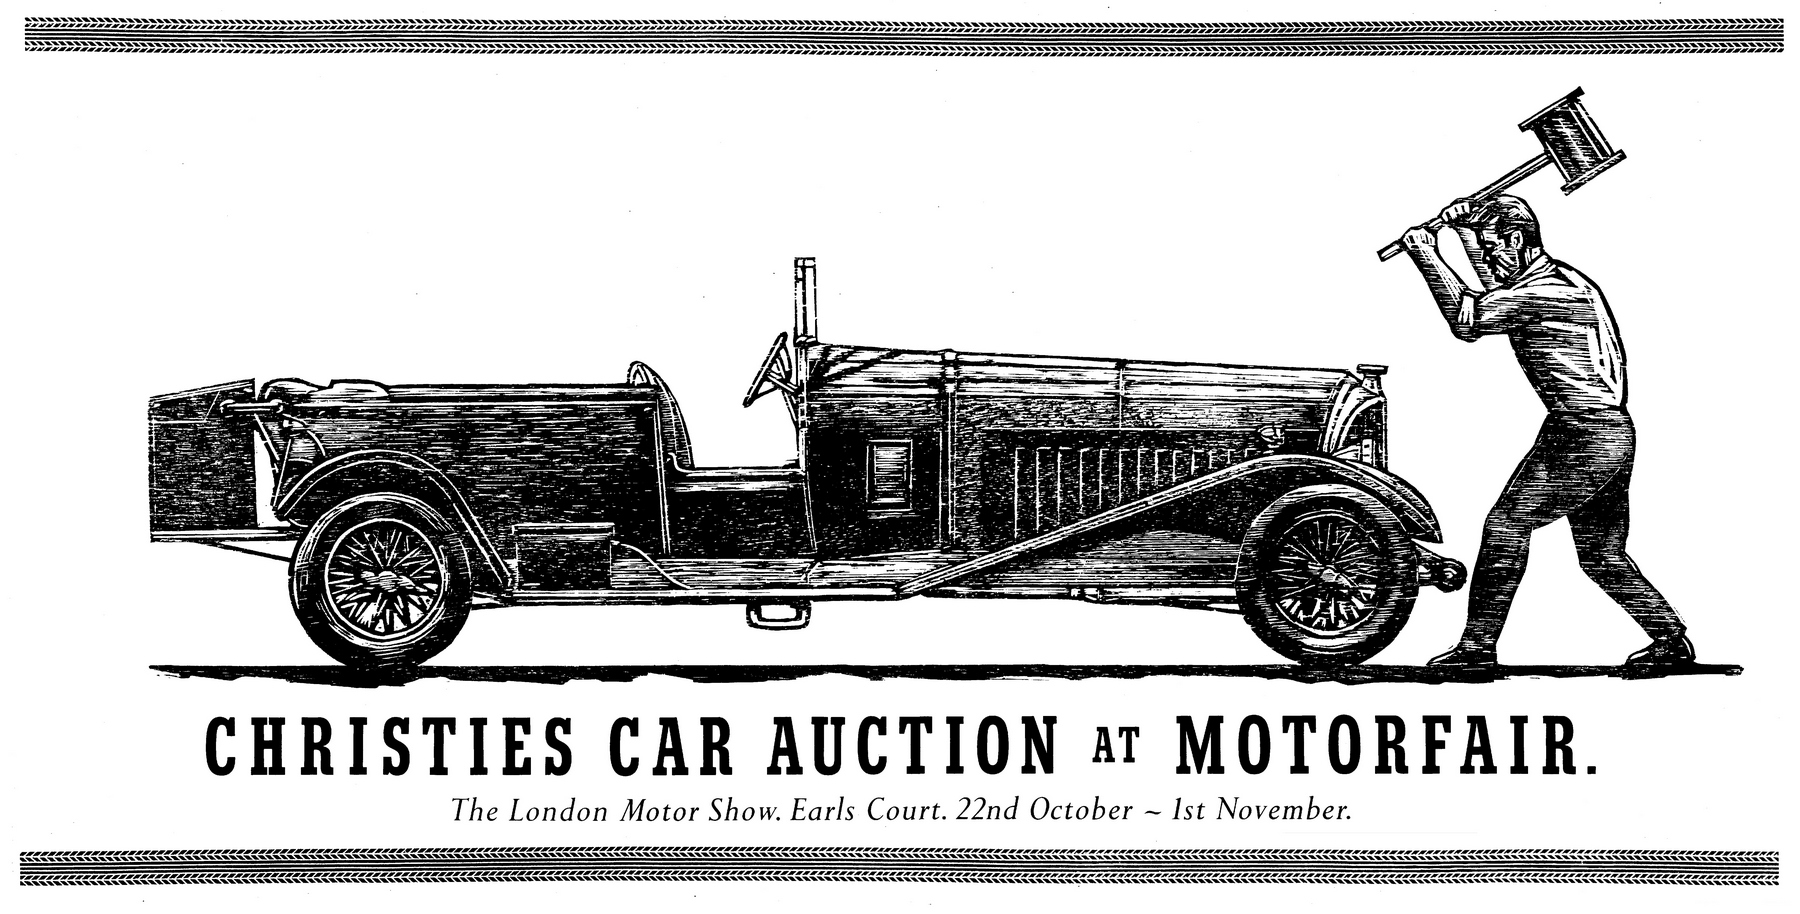 CHRISTIES CAR AUCTION AT MOTORFAIR.
The London Motor Show. Earls Court. 22nd October ~ 1st November.